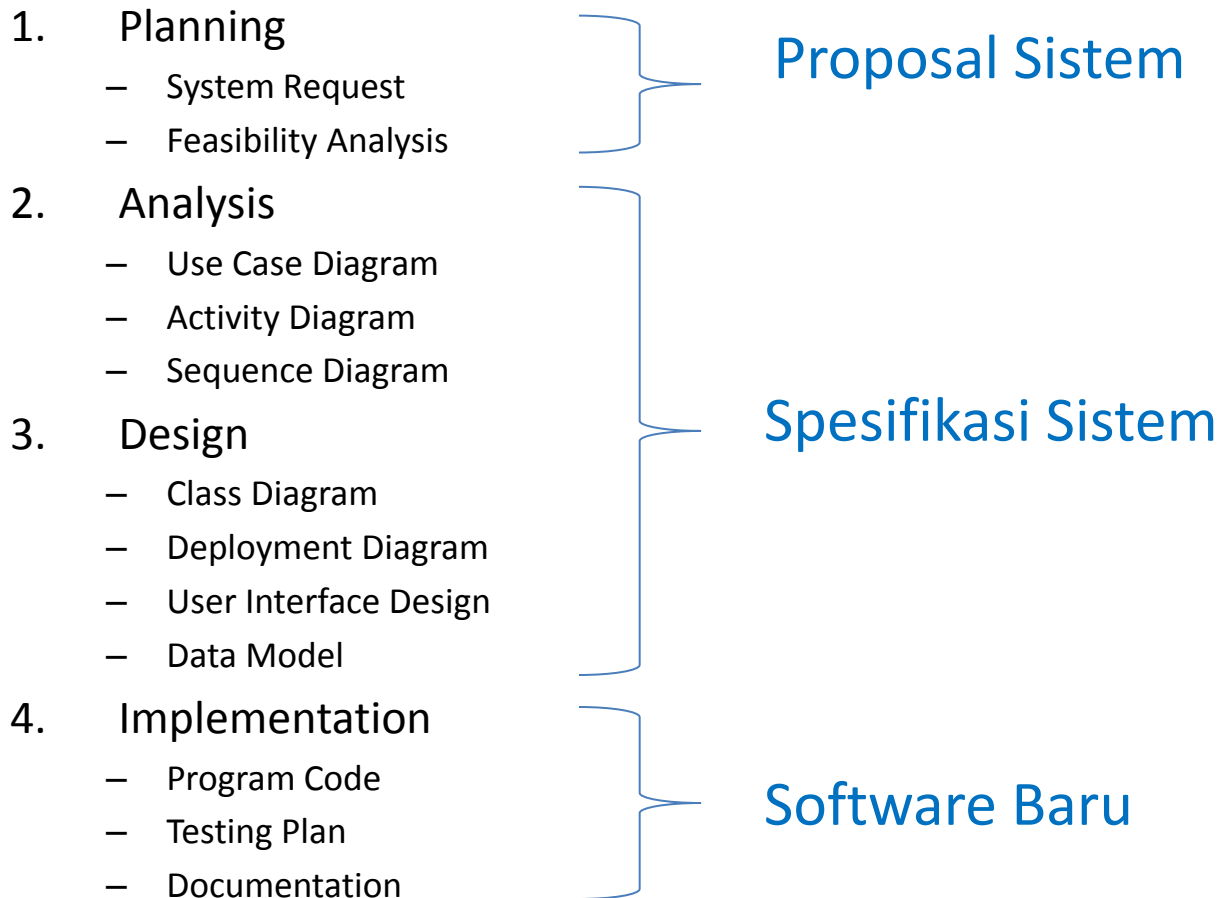 1. Planning
– System Request
– Feasibility Analysis
Proposal Sistem
2. Analysis
– Use Case Diagram
– Activity Diagram
– Sequence Diagram
3. Design
– Class Diagram
– Deployment Diagram
– User Interface Design
– Data Model
Spesifikasi Sistem
4. Implementation
– Program Code
– Testing Plan
– Documentation
Software Baru